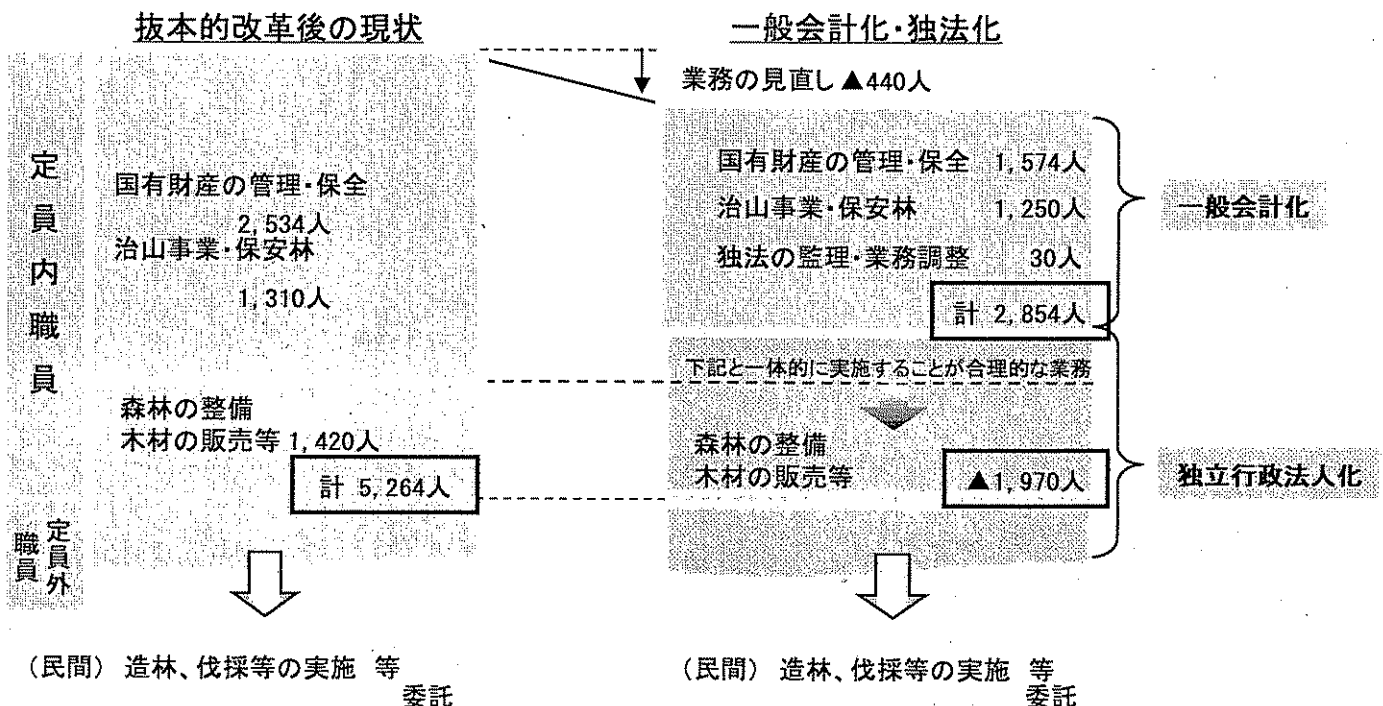 抜本的改革後の現状
定員内職員
国有財産の管理・保全
2,534人
治山事業・保安林
1,310人
森林の整備
木材の販売等 1,420人
計 5,264人
定員外職員
(民間) 造林、伐採等の実施 等
委託
一般会計化・独法化
業務の見直し ▲440人
国有財産の管理・保全 1,574人
治山事業・保安林 1,250人
独法の監理・業務調整 30人
計 2,854人
一般会計化
下記と一体的に実施することが合理的な業務
森林の整備
木材の販売等
▲1,970人
独立行政法人化
(民間) 造林、伐採等の実施 等
委託